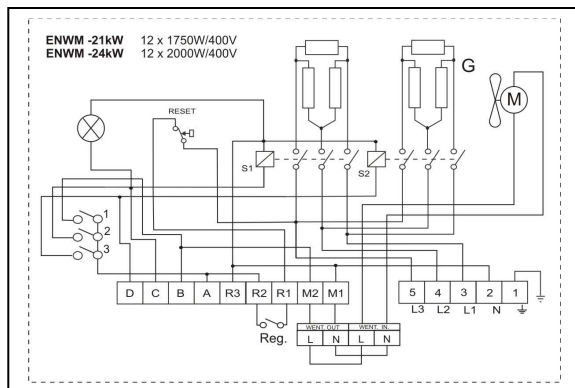 ENWM -21kW 12 x 1750W/400V
ENWM -24kW 12 x 2000W/400V
G
M
RESET
S1
S2
1
2
3
D C B A R3 R2 R1 M2 M1
5 4 3 2 1
L3 L2 L1 N
Reg.
WENT. OUT WENT. IN.
L N L N